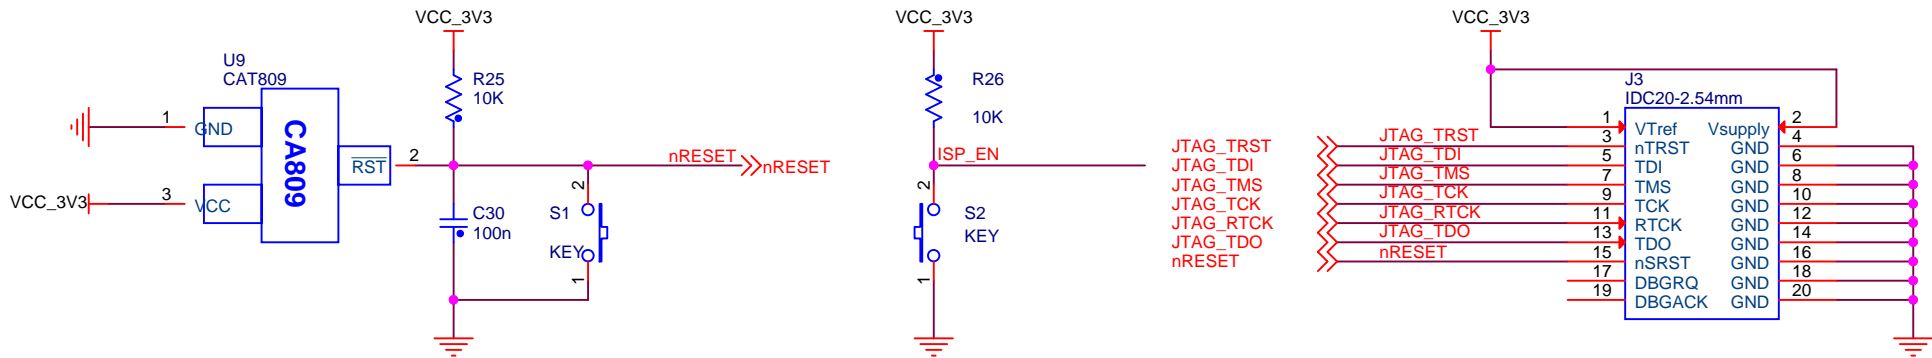 U9
CAT809
1
GND
CA809
RST
2
VCC_3V3
3
VCC
VCC_3V3
R25
10K
nRESET
nRESET
C30
100n
2
S1
KEY
1
VCC_3V3
R26
10K
ISP_EN
2
S2
KEY
1
JTAG_TRST
JTAG_TDI
JTAG_TMS
JTAG_TCK
JTAG_RTCK
JTAG_TDO
nRESET
JTAG_TRST
JTAG_TDI
JTAG_TMS
JTAG_TCK
JTAG_RTCK
JTAG_TDO
nRESET
VCC_3V3
J3
IDC20-2.54mm
1 VTref Vsupply 2
3 nTRST GND 4
5 TDI GND 6
7 TMS GND 8
9 TCK GND 10
11 RTCK GND 12
13 TDO GND 14
15 nSRST GND 16
17 DBGRQ GND 18
19 DBGACK GND 20